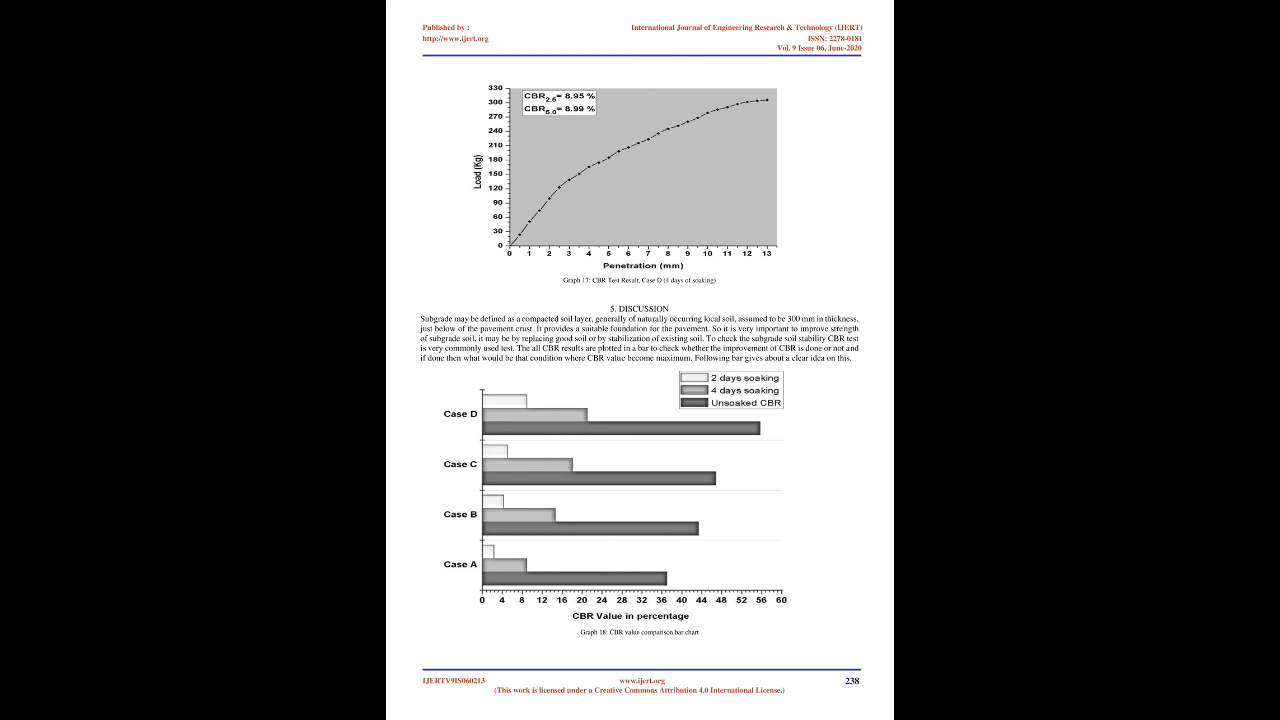 Published by :
International Journal of Engineering Research & Technology (IJERT)
http://www.ijert.org
ISSN: 2278-0181
Vol. 9 Issue 06, June-2020
330
300
270
240
210
180
150
120
90
60
30
0
Load (Kg)
CBR2.5= 8.95 %
CBR5.0= 8.99 %
0 1 2 3 4 5 6 7 8 9 10 11 12 13
Penetration (mm)
Graph 17: CBR Test Result, Case D (4 days of soaking)
5. DISCUSSION
Subgrade may be defined as a compacted soil layer, generally of naturally occurring local soil, assumed to be 300 mm in thickness,
just below of the pavement crust. It provides a suitable foundation for the pavement. So it is very important to improve strength
of subgrade soil, it may be by replacing good soil or by stabilization of existing soil. To check the subgrade soil stability CBR test
is very commonly used test. The all CBR results are plotted in a bar to check whether the improvement of CBR is done or not and
if done then what would be that condition where CBR value become maximum. Following bar gives about a clear idea on this.
2 days soaking
4 days soaking
Unsoaked CBR
Case D
Case C
Case B
Case A
0 4 8 12 16 20 24 28 32 36 40 44 48 52 56 60
CBR Value in percentage
Graph 18: CBR value comparison bar chart
IJERTV9IS060213
www.ijert.org
238
(This work is licensed under a Creative Commons Attribution 4.0 International License.)